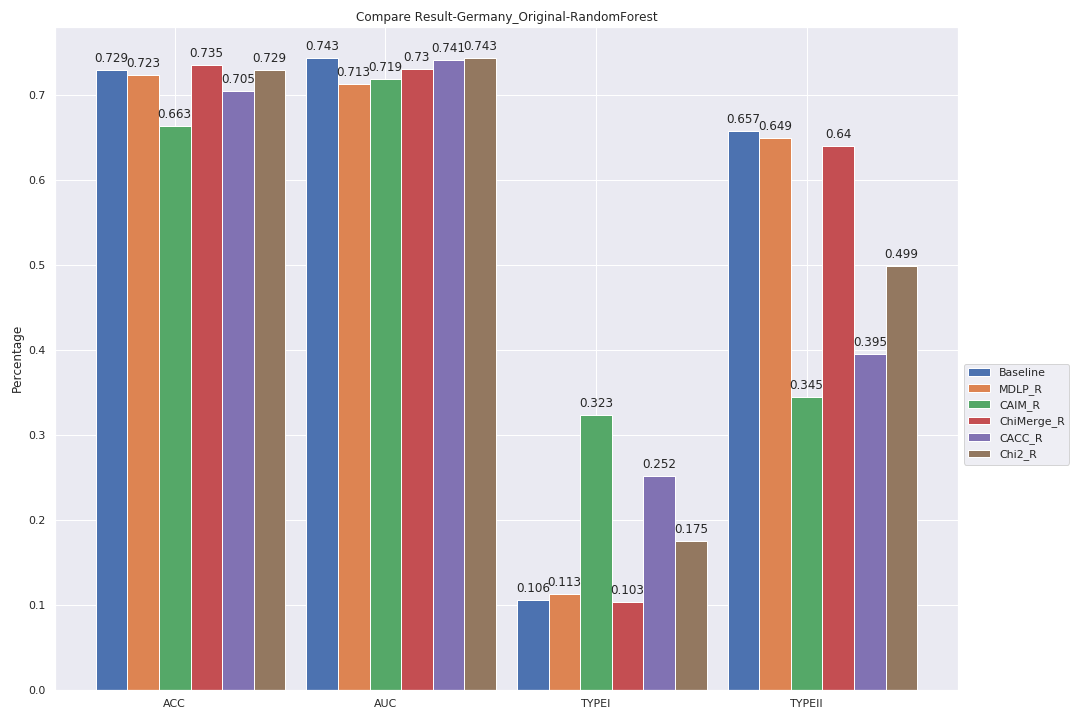 Compare Result-Germany_Original-RandomForest
Percentage
0.7
0.6
0.5
0.4
0.3
0.2
0.1
0.0
0.729
0.723
0.663
0.735
0.705
0.729
0.743
0.713
0.719
0.73
0.741
0.743
0.106
0.113
0.323
0.103
0.252
0.175
0.657
0.649
0.345
0.64
0.395
0.499
ACC
AUC
TYPEI
TYPEII
Baseline
MDLP_R
CAIM_R
ChiMerge_R
CACC_R
Chi2_R